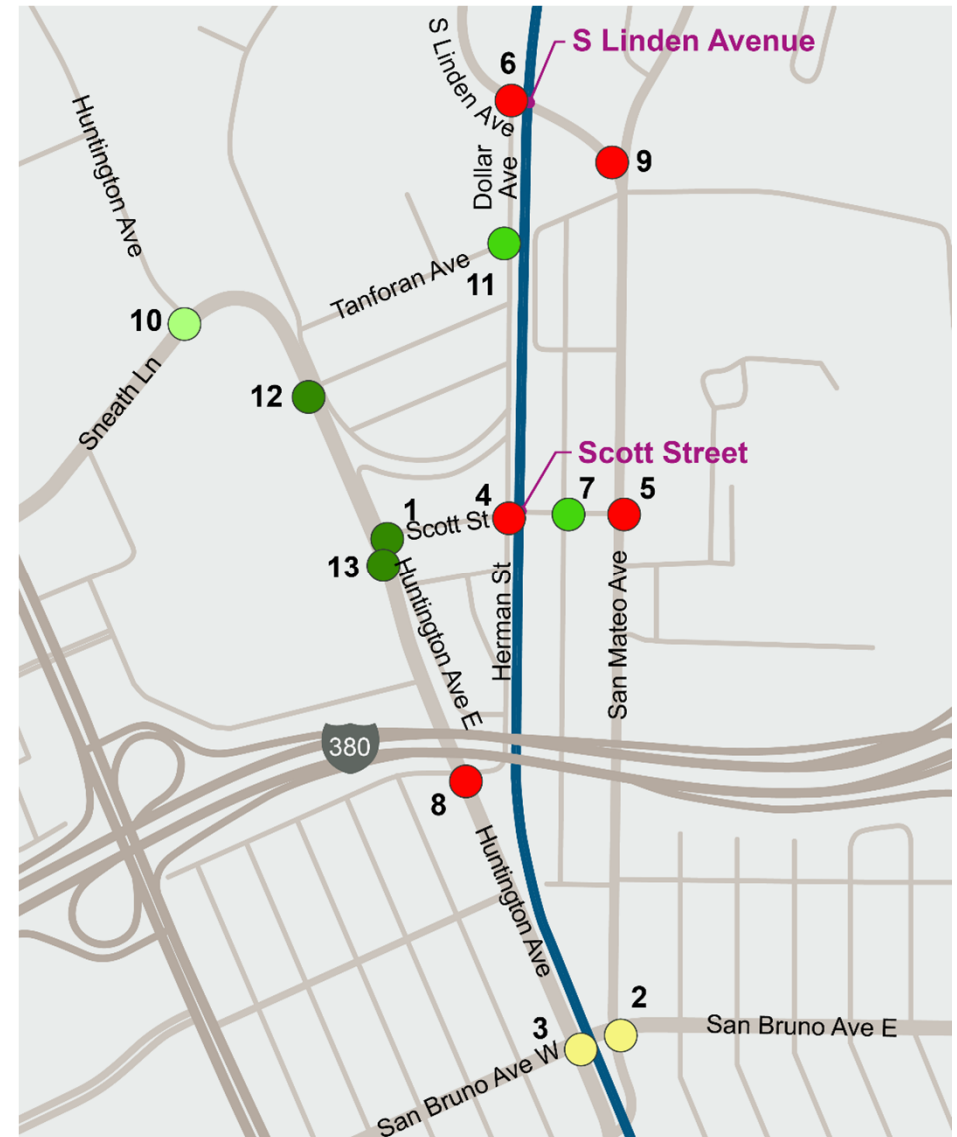 S Linden Avenue
S Linden Ave
6
9
Dollar
Ave
Huntington Ave
11
Tanforan Ave
10
Sneath Ln
12
Scott Street
1
Scott St
4
7
5
13
Huntington Ave E
Herman St
San Mateo Ave
380
8
Huntington Ave
2
3
San Bruno Ave E
San Bruno Ave W